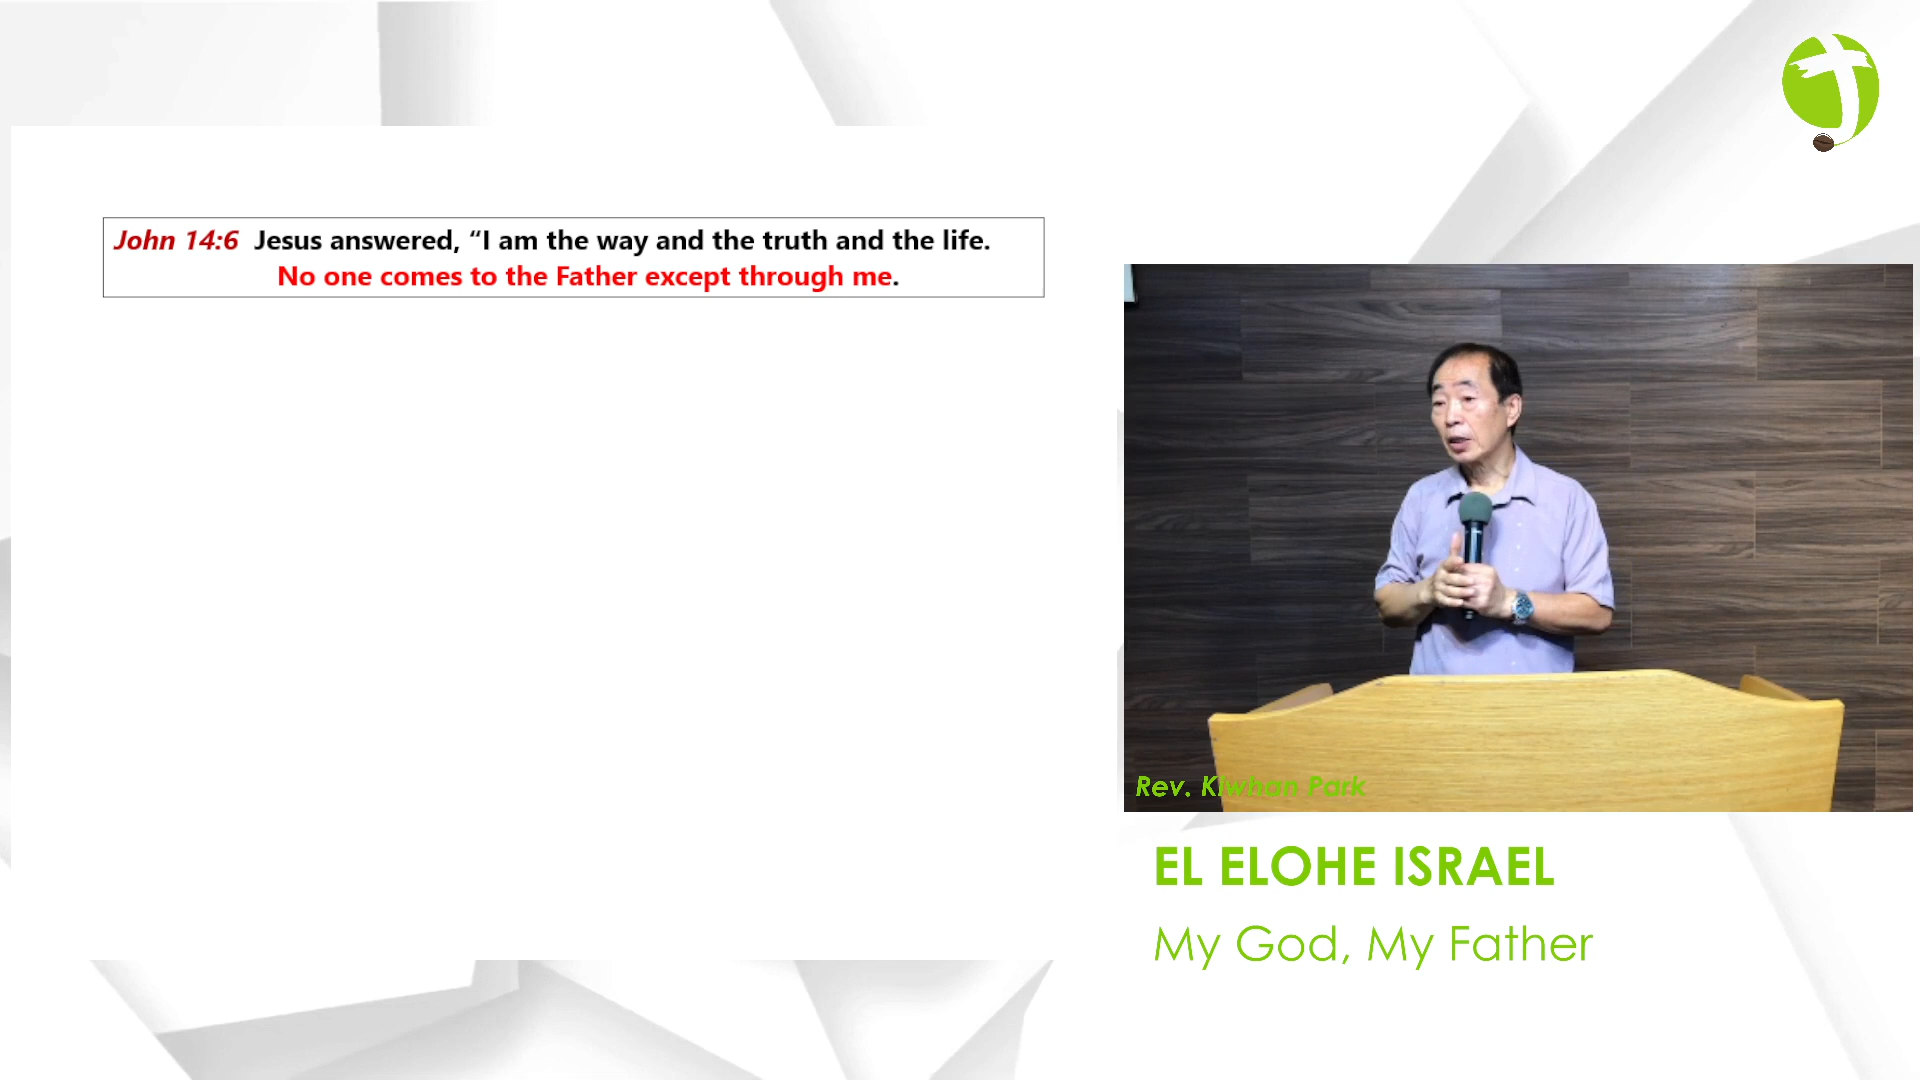 John 14:6 Jesus answered, “I am the way and the truth and the life.
No one comes to the Father except through me.
Rev. Kiwhan Park
EL ELOHE ISRAEL
My God, My Father